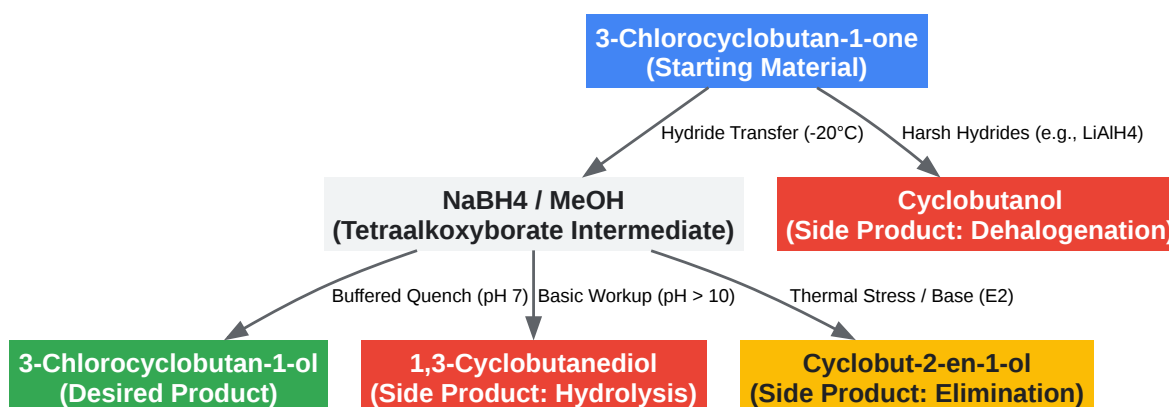 3-Chlorocyclobutan-1-one
(Starting Material)
Hydride Transfer (-20°C)
Harsh Hydrides (e.g., LiAlH4)
NaBH4 / MeOH
(Tetraalkoxyborate Intermediate)
Cyclobutanol
(Side Product: Dehalogenation)
Buffered Quench (pH 7)
Basic Workup (pH > 10)
Thermal Stress / Base (E2)
3-Chlorocyclobutan-1-ol
(Desired Product)
1,3-Cyclobutanediol
(Side Product: Hydrolysis)
Cyclobut-2-en-1-ol
(Side Product: Elimination)